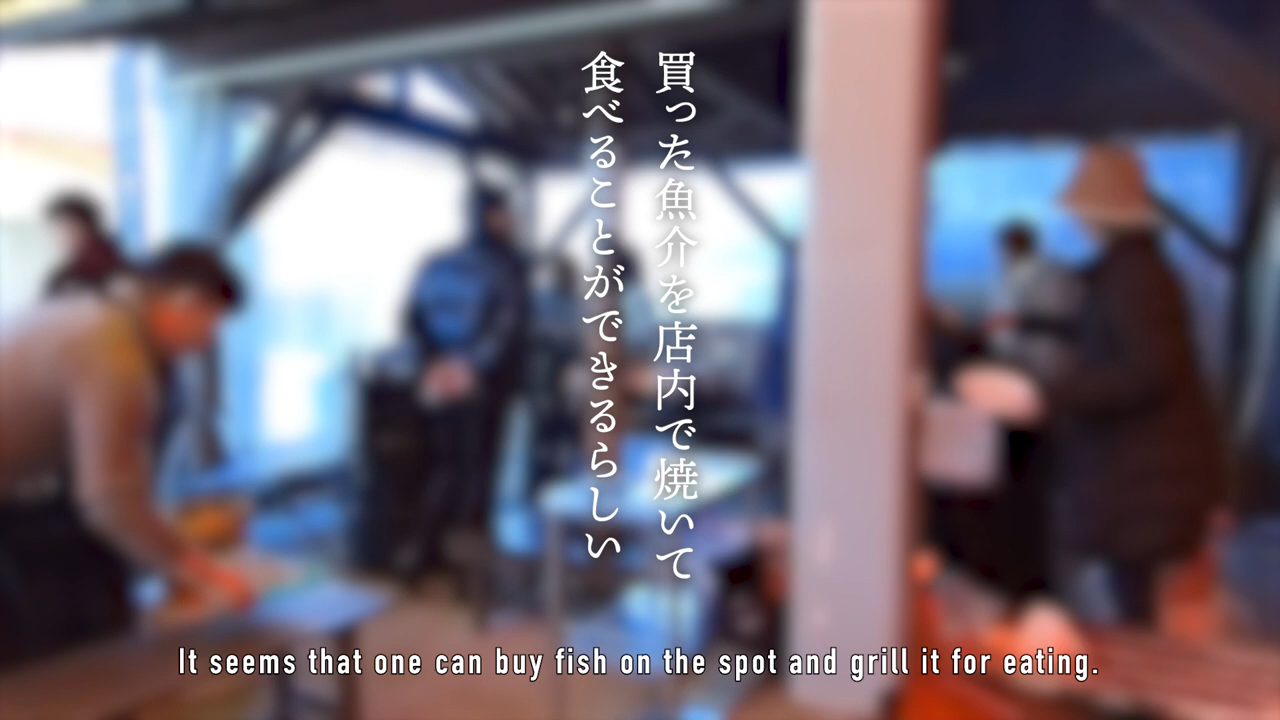 買った魚介を店内で焼いて
食べることができるらしい
It seems that one can buy fish on the spot and grill it for eating.